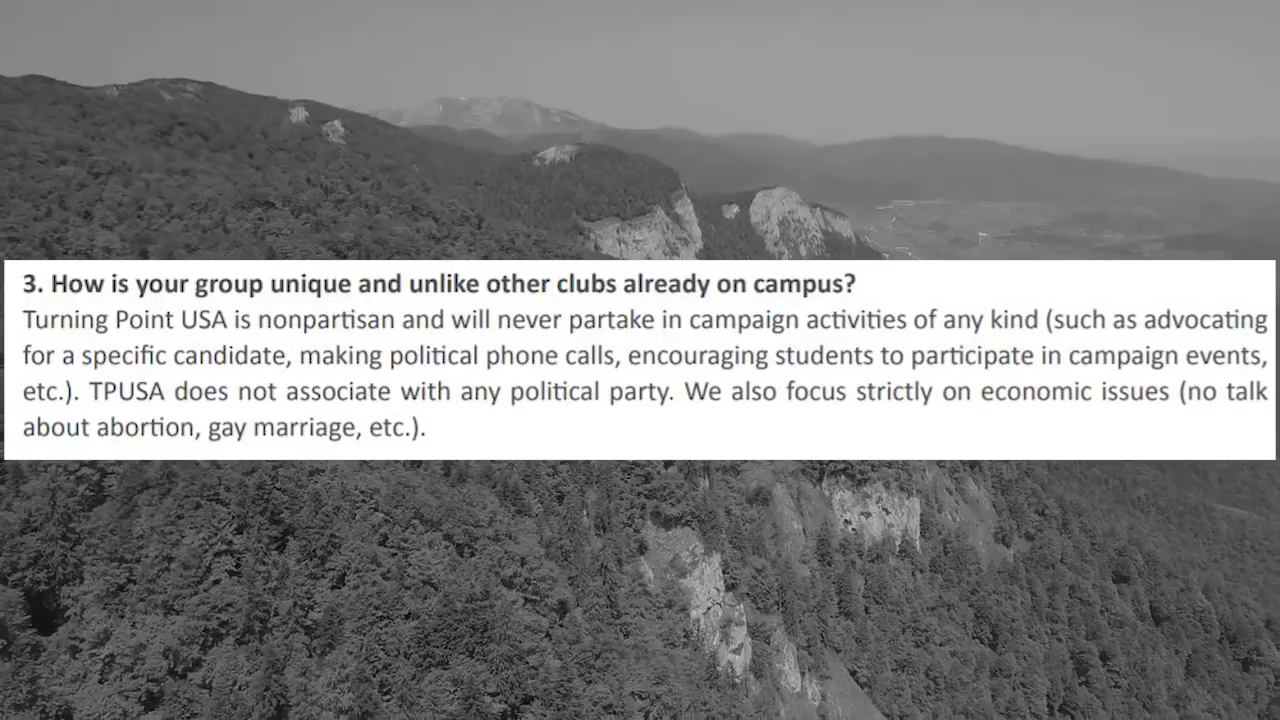 3. How is your group unique and unlike other clubs already on campus?
Turning Point USA is nonpartisan and will never partake in campaign activities of any kind (such as advocating
for a specific candidate, making political phone calls, encouraging students to participate in campaign events,
etc.). TPUSA does not associate with any political party. We also focus strictly on economic issues (no talk
about abortion, gay marriage, etc.).